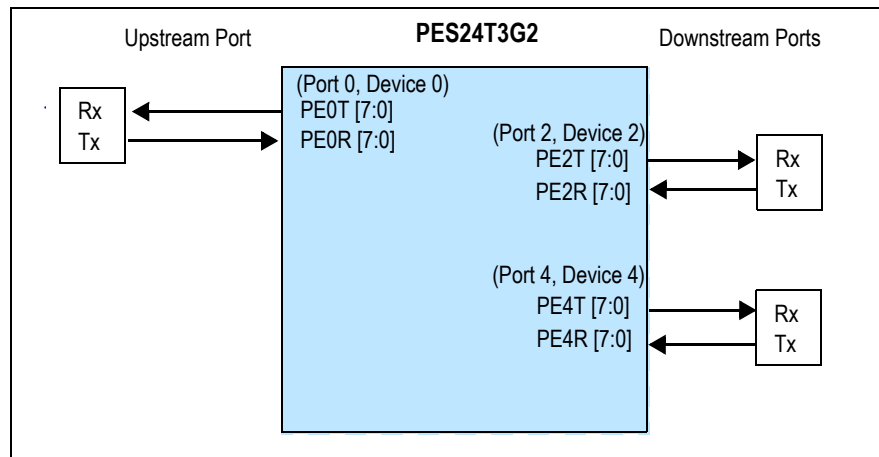 Upstream Port
PES24T3G2
Downstream Ports
(Port 0, Device 0)
Rx
PE0T [7:0]
Tx
PE0R [7:0]
(Port 2, Device 2)
PE2T [7:0]
Rx
PE2R [7:0]
Tx
(Port 4, Device 4)
PE4T [7:0]
Rx
PE4R [7:0]
Tx